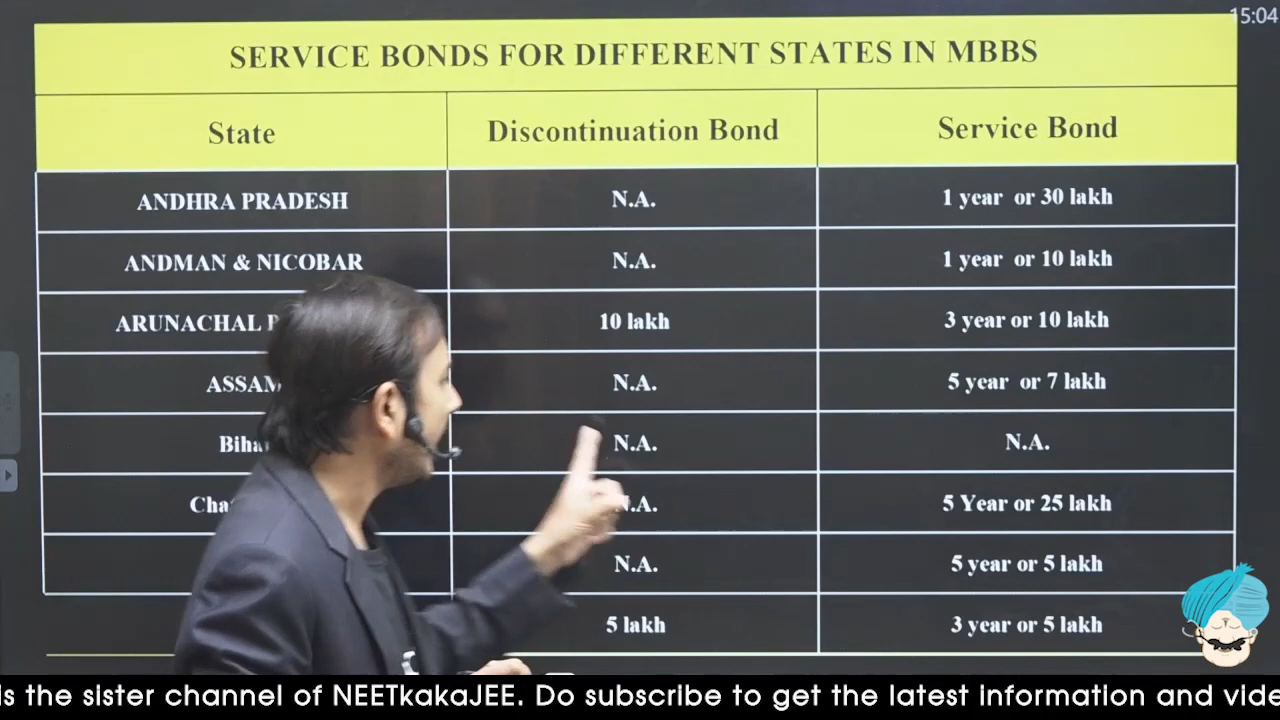 15:04
SERVICE BONDS FOR DIFFERENT STATES IN MBBS
State Discontinuation Bond Service Bond
ANDHRA PRADESH N.A. 1 year or 30 lakh
ANDMAN & NICOBAR N.A. 1 year or 10 lakh
ARUNACHAL 10 lakh 3 year or 10 lakh
ASSAM N.A. 5 year or 7 lakh
Bihar N.A. N.A.
N.A. 5 Year or 25 lakh
N.A. 5 year or 5 lakh
5 lakh 3 year or 5 lakh
is the sister channel of NEETkakaJEE. Do subscribe to get the latest information and